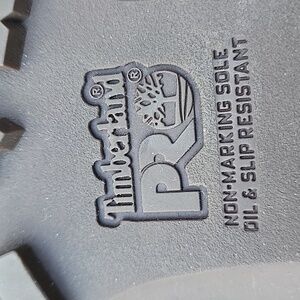 Timberland®
PRO®
NON-MARKING SOLE
OIL & SLIP RESISTANT